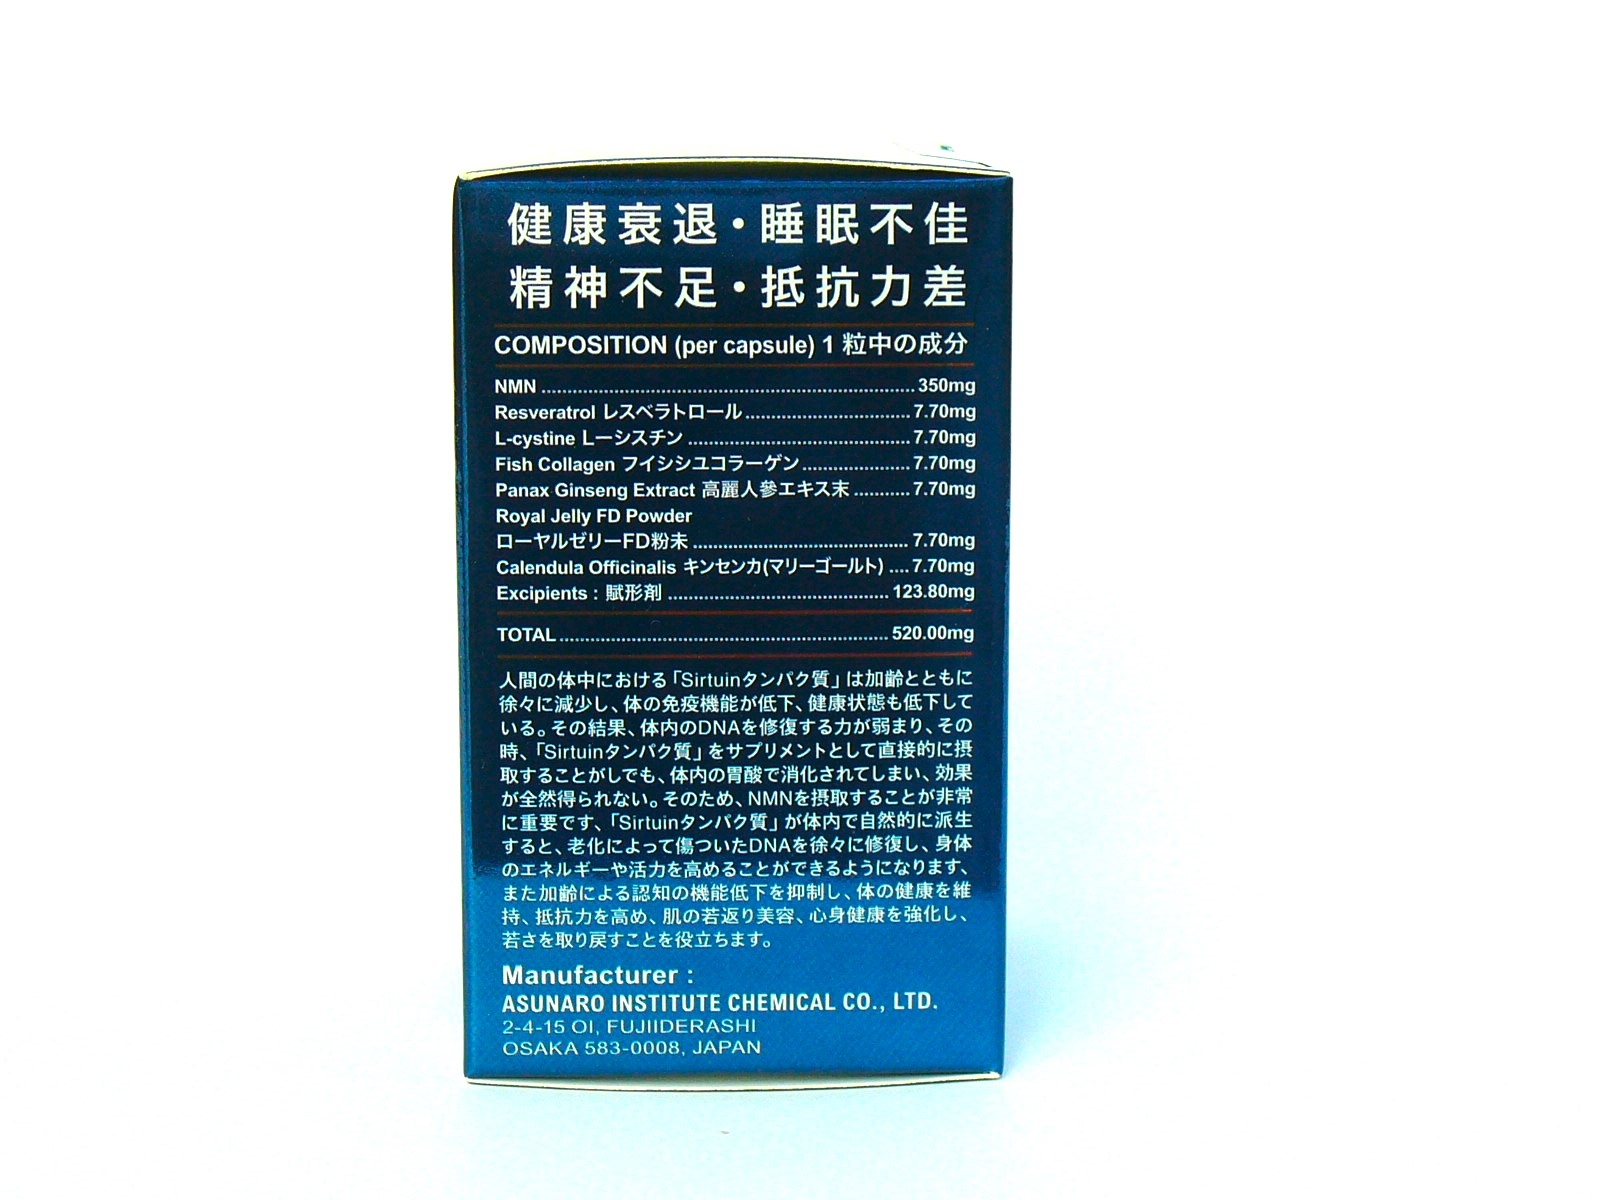 健康衰退・睡眠不佳
精神不足・抵抗力差
COMPOSITION (per capsule) 1 粒中の成分
NMN ........ 350mg
Resveratrol レスベラトロール ........ 7.70mg
L-cystine Lーシスチン ........ 7.70mg
Fish Collagen フイシシユコラーゲン ........ 7.70mg
Panax Ginseng Extract 高麗人參エキス末 ........ 7.70mg
Royal Jelly FD Powder
ローヤルゼリーFD粉末 ........ 7.70mg
Calendula Officinalis キンセンカ(マリーゴールト) .... 7.70mg
Excipients : 賦形剤 ........ 123.80mg
TOTAL ........ 520.00mg
人間の体中における「Sirtuinタンパク質」は加齢とともに
徐々に減少し、体の免疫機能が低下、健康状態も低下して
いる。その結果、体内のDNAを修復する力が弱まり、その
時、「Sirtuinタンパク質」をサプリメントとして直接的に摂
取することがしでも、体内の胃酸で消化されてしまい、効果
が全然得られない。そのため、NMNを摂取することが非常
に重要です、「Sirtuinタンパク質」が体内で自然的に派生
すると、老化によって傷ついたDNAを徐々に修復し、身体
のエネルギーや活力を高めることができるようになります、
また加齢による認知の機能低下を抑制し、体の健康を維
持、抵抗力を高め、肌の若返り美容、心身健康を強化し、
若さを取り戻すことを役立ちます。
Manufacturer :
ASUNARO INSTITUTE CHEMICAL CO., LTD.
2-4-15 OI, FUJIIDERASHI
OSAKA 583-0008, JAPAN